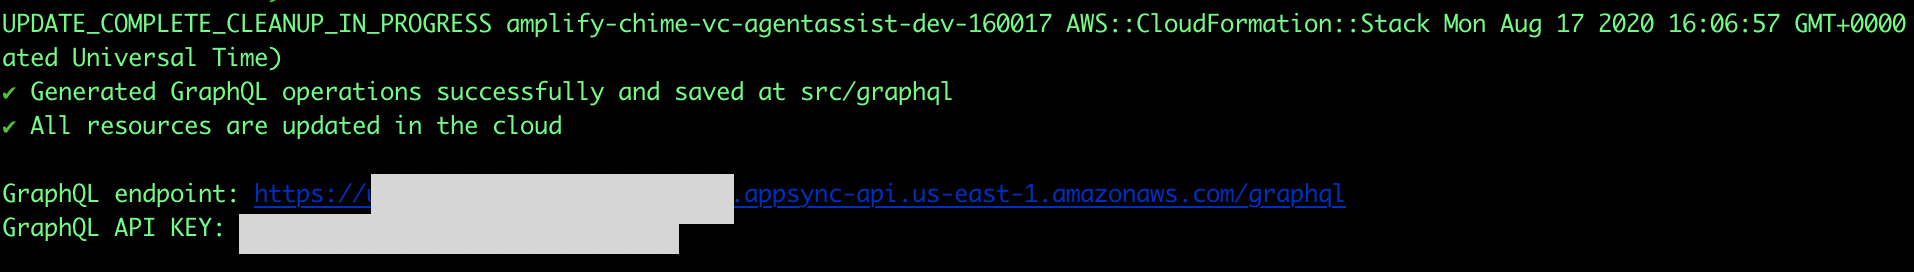 UPDATE_COMPLETE_CLEANUP_IN_PROGRESS amplify-chime-vc-agentassist-dev-160017 AWS::CloudFormation::Stack Mon Aug 17 2020 16:06:57 GMT+0000
ated Universal Time)
✔ Generated GraphQL operations successfully and saved at src/graphql
✔ All resources are updated in the cloud
GraphQL endpoint: https:// .appsync-api.us-east-1.amazonaws.com/graphql
GraphQL API KEY: